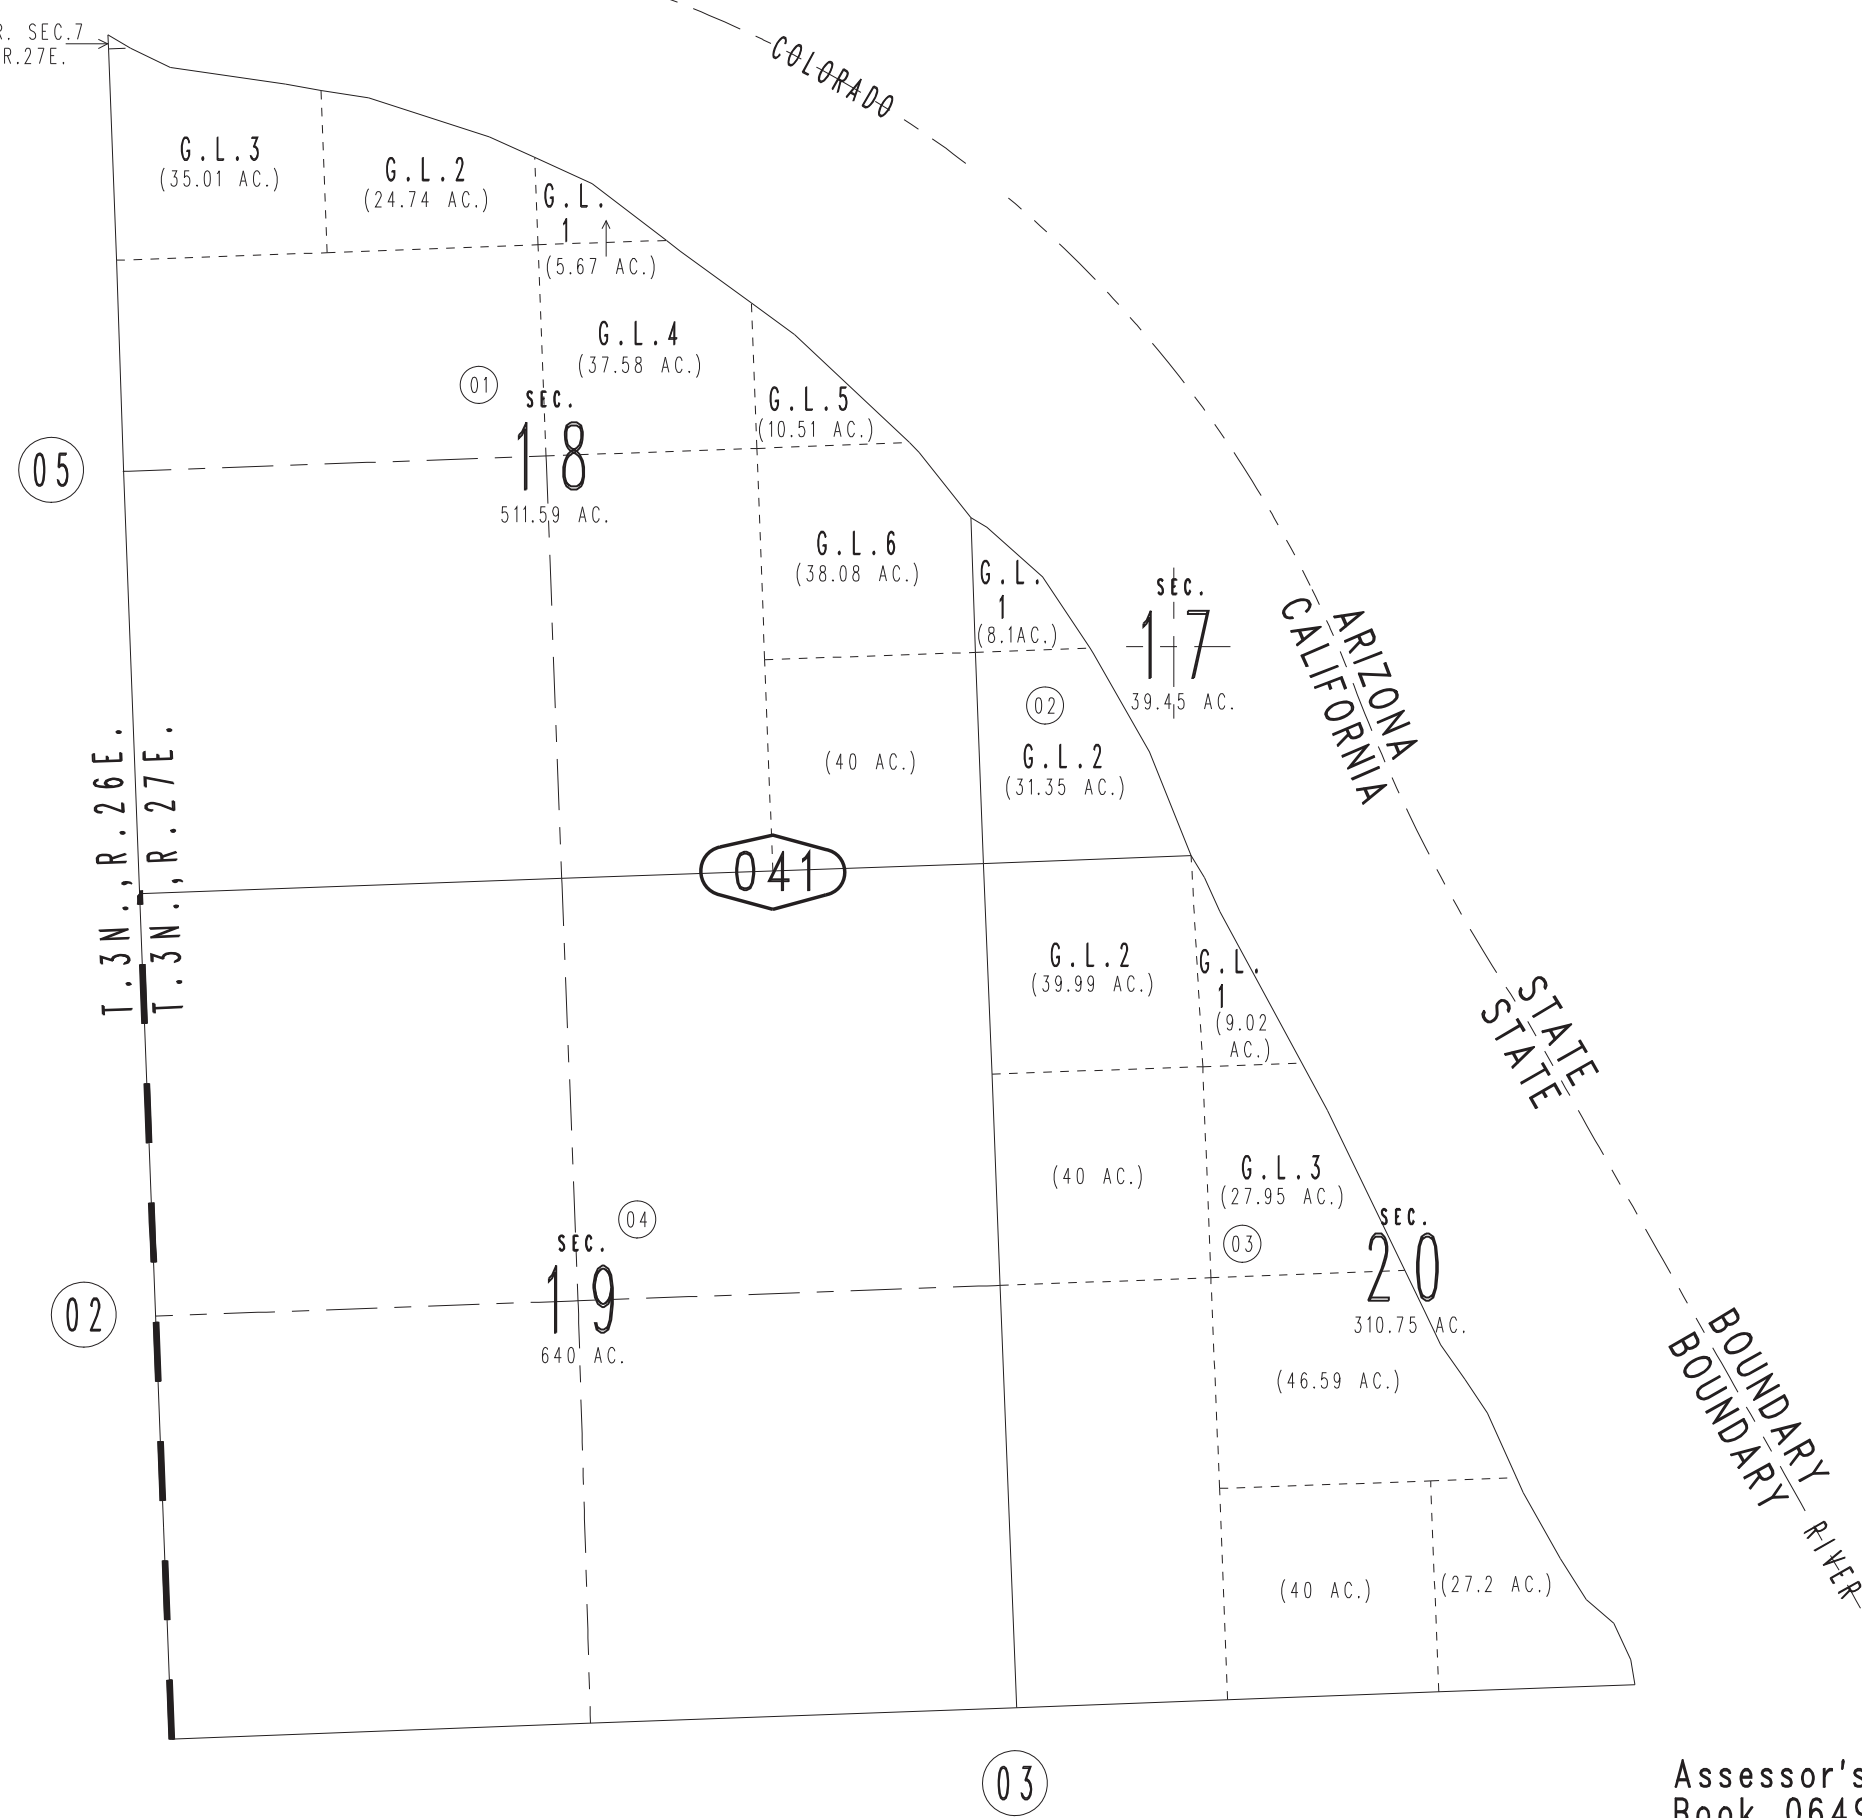 R. SEC.7
R.27E.
COLORADO
G.L.3
(35.01 AC.)
G.L.2
(24.74 AC.)
G.L.
1
(5.67 AC.)
G.L.4
(37.58 AC.)
01
SEC.
18
511.59 AC.
G.L.5
(10.51 AC.)
05
G.L.6
(38.08 AC.)
G.L.
1
(8.1AC.)
SEC.
17
39.45 AC.
ARIZONA
CALIFORNIA
02
G.L.2
(31.35 AC.)
(40 AC.)
T.3N.,R.26E.
T.3N.,R.27E.
041
G.L.2
(39.99 AC.)
G.L.
1
(9.02
AC.)
STATE
STATE
(40 AC.)
G.L.3
(27.95 AC.)
03
SEC.
20
310.75 AC.
04
SEC.
19
640 AC.
02
(46.59 AC.)
BOUNDARY
BOUNDARY
RIVER
(40 AC.)
(27.2 AC.)
03
Assessor's
Book 0649